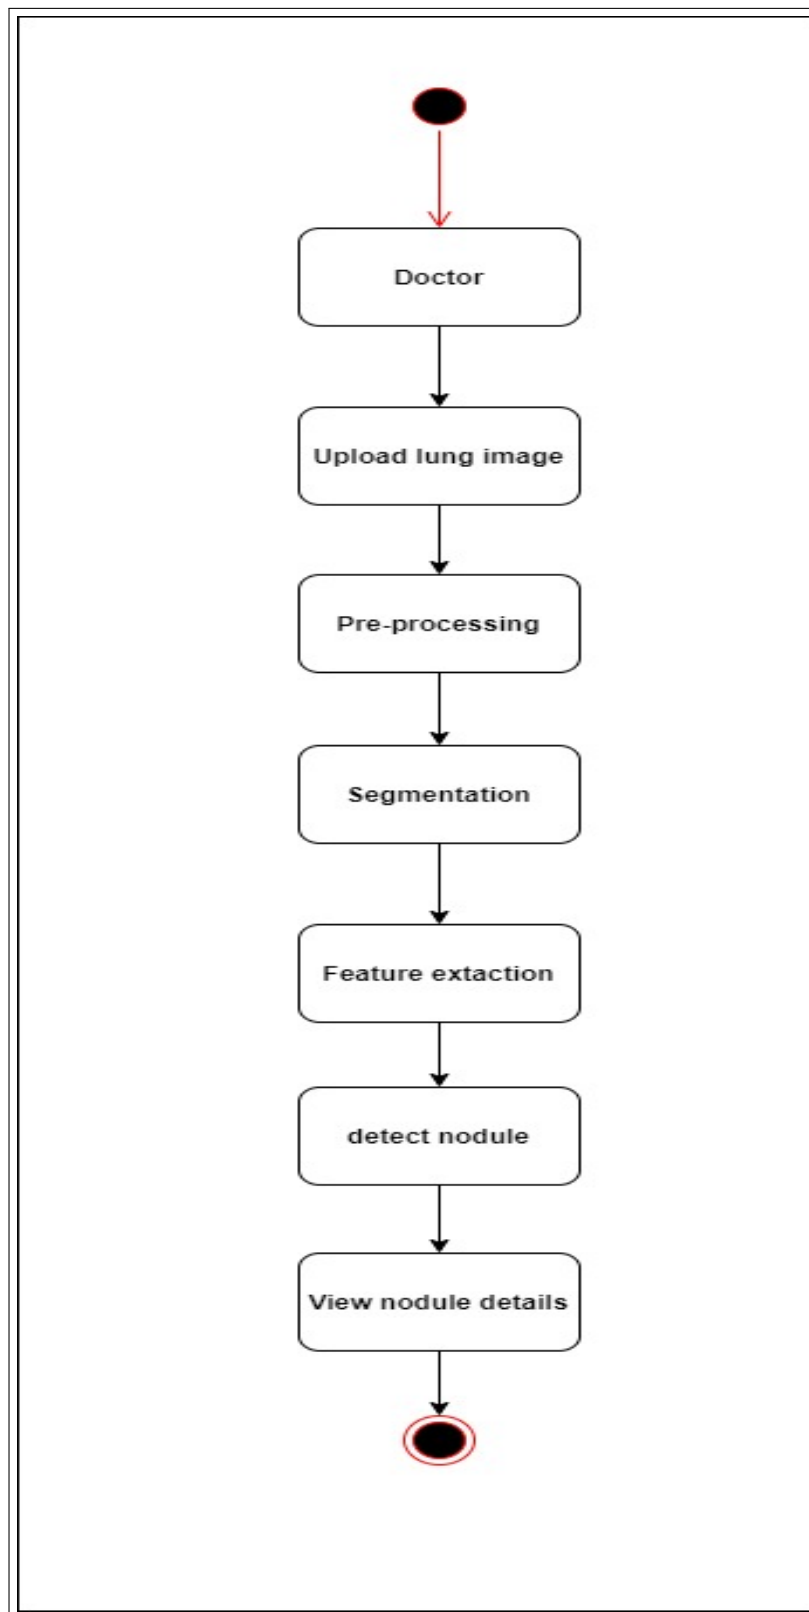 Doctor
Upload lung image
Pre-processing
Segmentation
Feature extaction
detect nodule
View nodule details